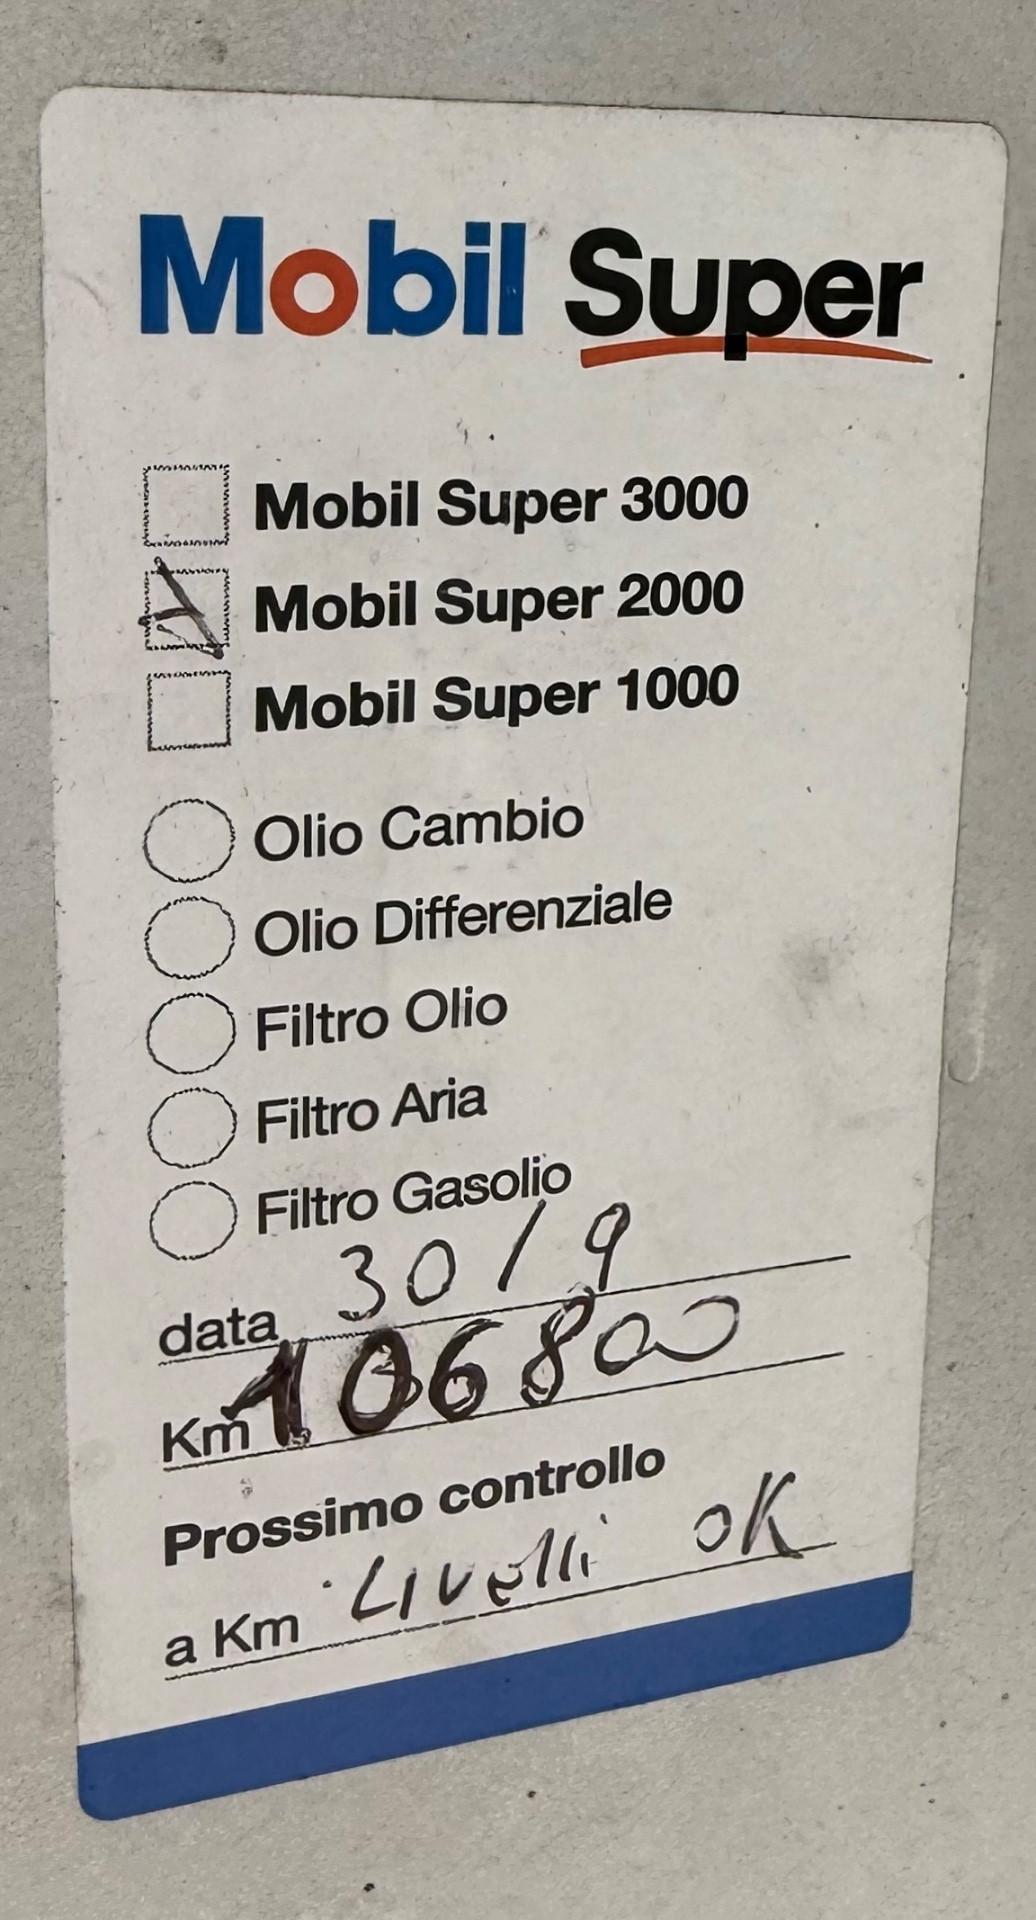 Mobil Super
Mobil Super 3000
Mobil Super 2000
Mobil Super 1000
Olio Cambio
Olio Differenziale
Filtro Olio
Filtro Aria
Filtro Gasolio
data 30/9
Km 106800
Prossimo controllo
a Km Livelli OK